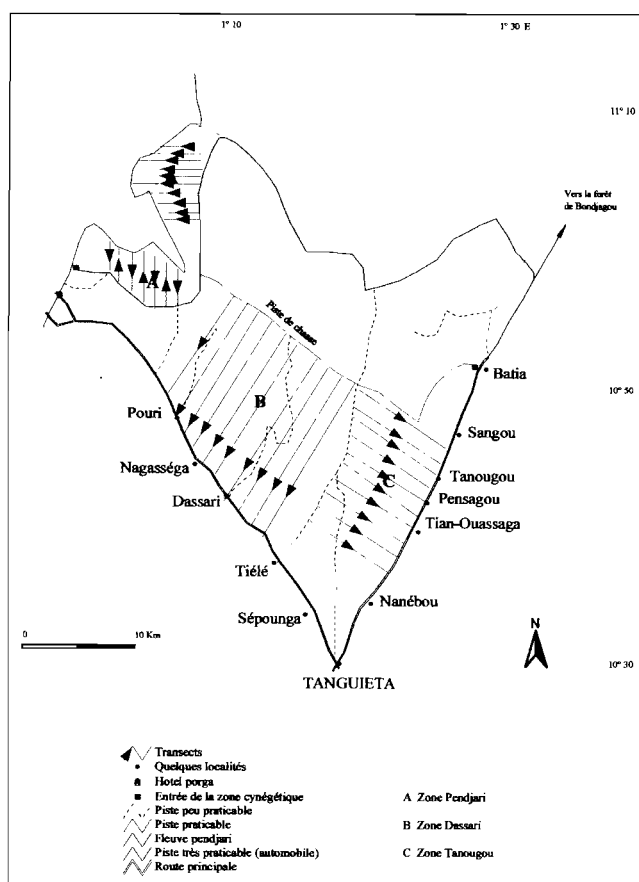 1° 10
1° 30 E
11° 10
Vers la forêt
de Bondjagou
A
Piste de chasse
Batia
10° 50
B
Pouri
Sangou
Nagasséga
Tanougou
C
Pensagou
Dassari
Tian-Ouassaga
Tiélé
Nanébou
Sépounga
0 10 Km
N
10° 30
TANGUIETA
Transects
Quelques localités
Hotel porga
Entrée de la zone cynégétique
Piste peu praticable
Piste praticable
Fleuve pendjari
Piste très praticable (automobile)
Route principale
A Zone Pendjari
B Zone Dassari
C Zone Tanougou